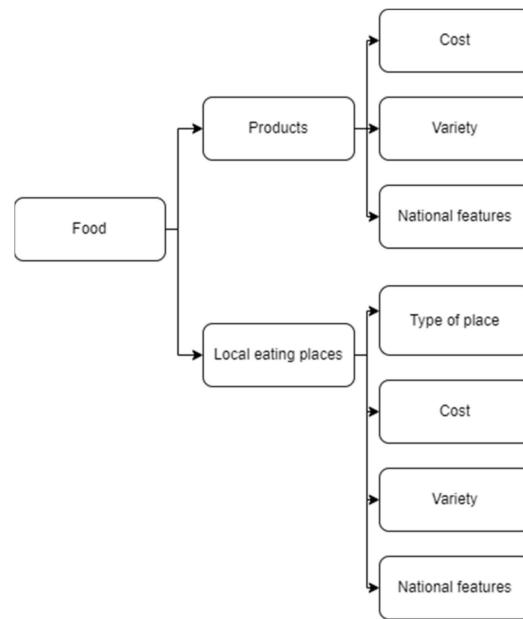 Food
Products
Cost
Variety
National features
Local eating places
Type of place
Cost
Variety
National features